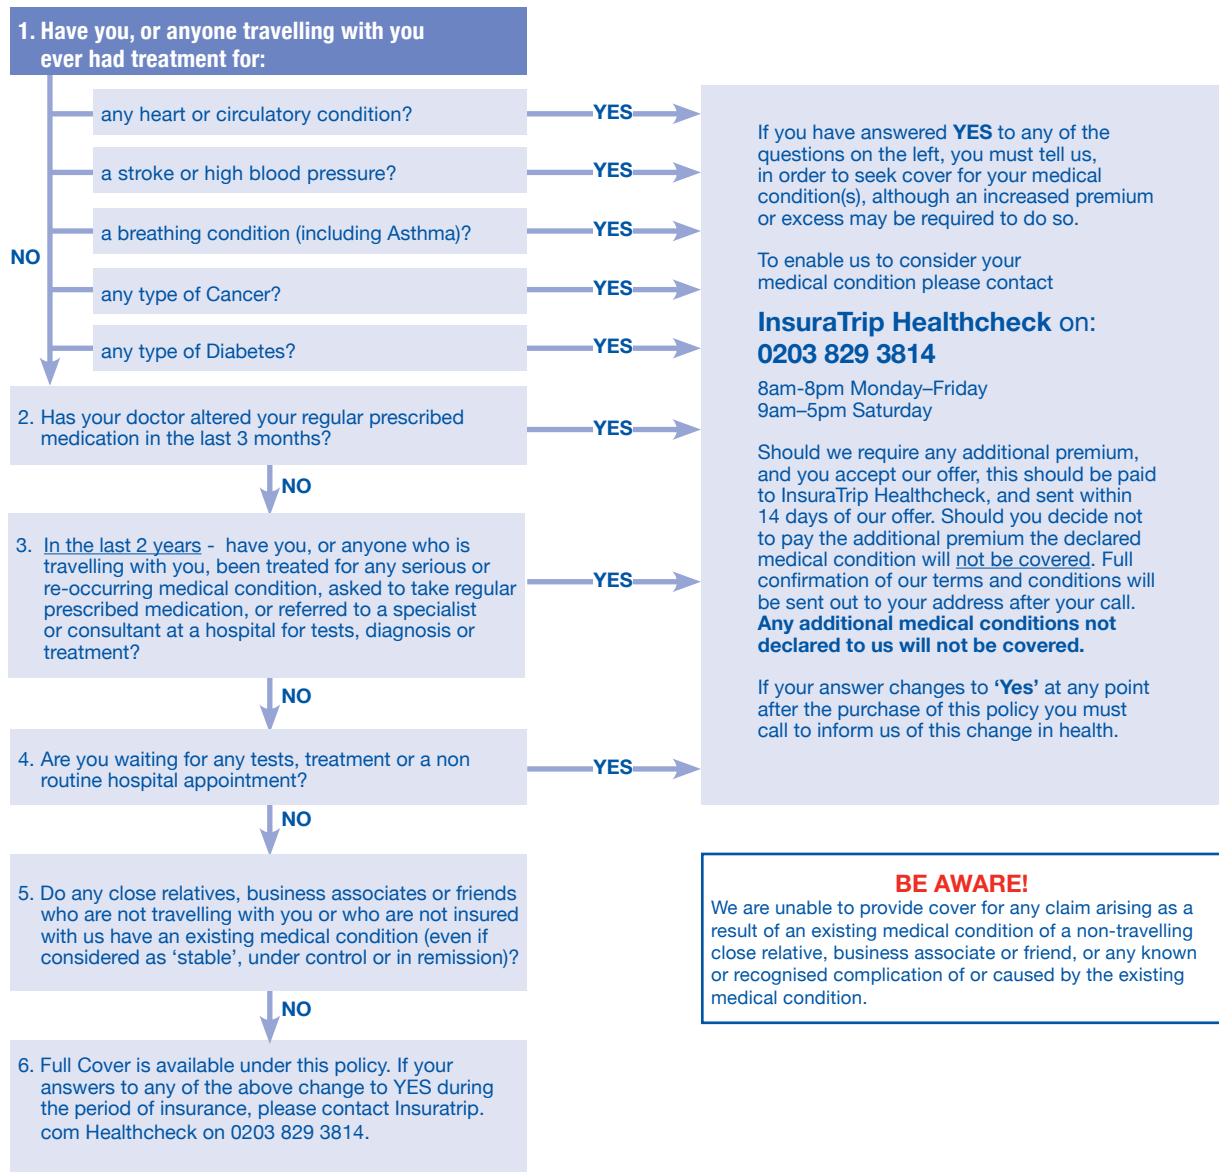 1. Have you, or anyone travelling with you
ever had treatment for:
any heart or circulatory condition?
YES
a stroke or high blood pressure?
YES
a breathing condition (including Asthma)?
YES
NO
any type of Cancer?
YES
any type of Diabetes?
YES
2. Has your doctor altered your regular prescribed
medication in the last 3 months?
YES
NO
3. In the last 2 years - have you, or anyone who is
travelling with you, been treated for any serious or
re-occurring medical condition, asked to take regular
prescribed medication, or referred to a specialist
or consultant at a hospital for tests, diagnosis or
treatment?
YES
NO
4. Are you waiting for any tests, treatment or a non
routine hospital appointment?
YES
NO
5. Do any close relatives, business associates or friends
who are not travelling with you or who are not insured
with us have an existing medical condition (even if
considered as ‘stable’, under control or in remission)?
NO
6. Full Cover is available under this policy. If your
answers to any of the above change to YES during
the period of insurance, please contact Insuratrip.
com Healthcheck on 0203 829 3814.
If you have answered YES to any of the
questions on the left, you must tell us,
in order to seek cover for your medical
condition(s), although an increased premium
or excess may be required to do so.
To enable us to consider your
medical condition please contact
InsuraTrip Healthcheck on:
0203 829 3814
8am-8pm Monday–Friday
9am–5pm Saturday
Should we require any additional premium,
and you accept our offer, this should be paid
to InsuraTrip Healthcheck, and sent within
14 days of our offer. Should you decide not
to pay the additional premium the declared
medical condition will not be covered. Full
confirmation of our terms and conditions will
be sent out to your address after your call.
Any additional medical conditions not
declared to us will not be covered.
If your answer changes to ‘Yes’ at any point
after the purchase of this policy you must
call to inform us of this change in health.
BE AWARE!
We are unable to provide cover for any claim arising as a
result of an existing medical condition of a non-travelling
close relative, business associate or friend, or any known
or recognised complication of or caused by the existing
medical condition.